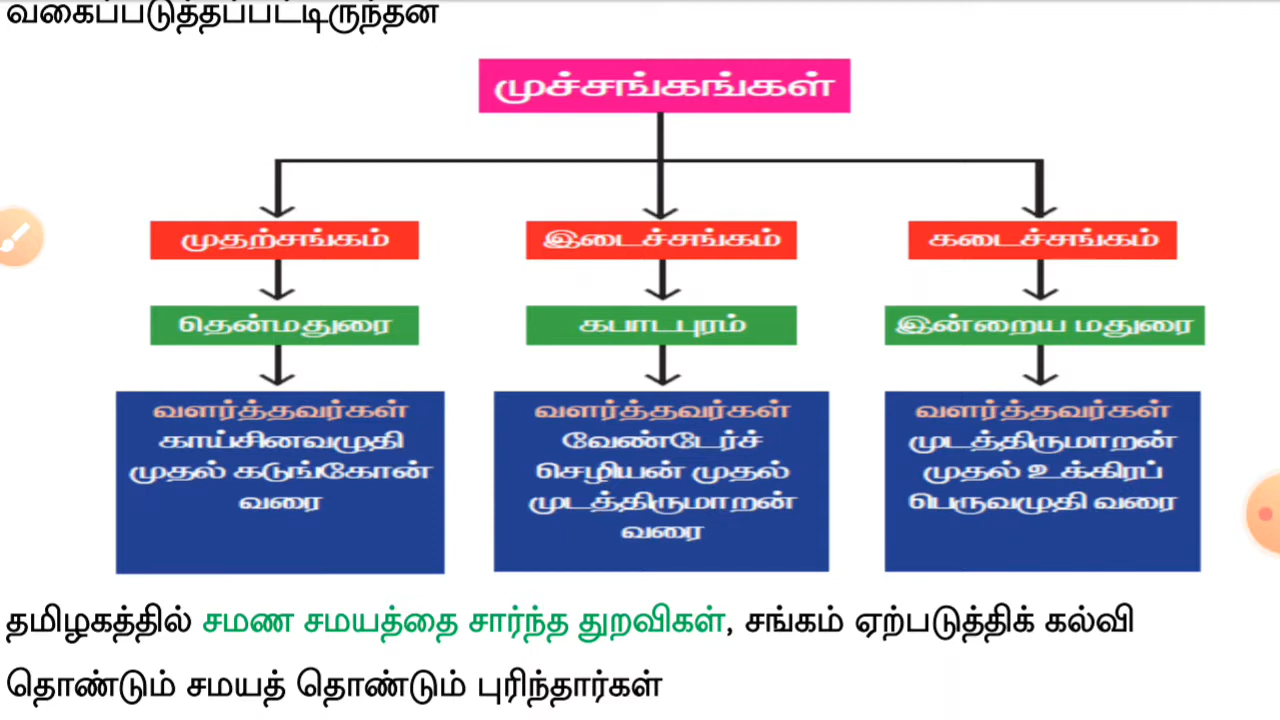 வகைப்படுத்தப்பட்டிருந்தன
முச்சங்கங்கள்
முதற்சங்கம்
இடைச்சங்கம்
கடைச்சங்கம்
தென்மதுரை
கபாடபுரம்
இன்றைய மதுரை
வளர்த்தவர்கள்
காய்சினவழுதி
முதல் கடுங்கோன்
வரை
வளர்த்தவர்கள்
வேண்டேர்ச்
செழியன் முதல்
முடத்திருமாறன்
வரை
வளர்த்தவர்கள்
முடத்திருமாறன்
முதல் உக்கிரப்
பெருவழுதி வரை
தமிழகத்தில் சமண சமயத்தை சார்ந்த துறவிகள், சங்கம் ஏற்படுத்திக் கல்வி
தொண்டும் சமயத் தொண்டும் புரிந்தார்கள்